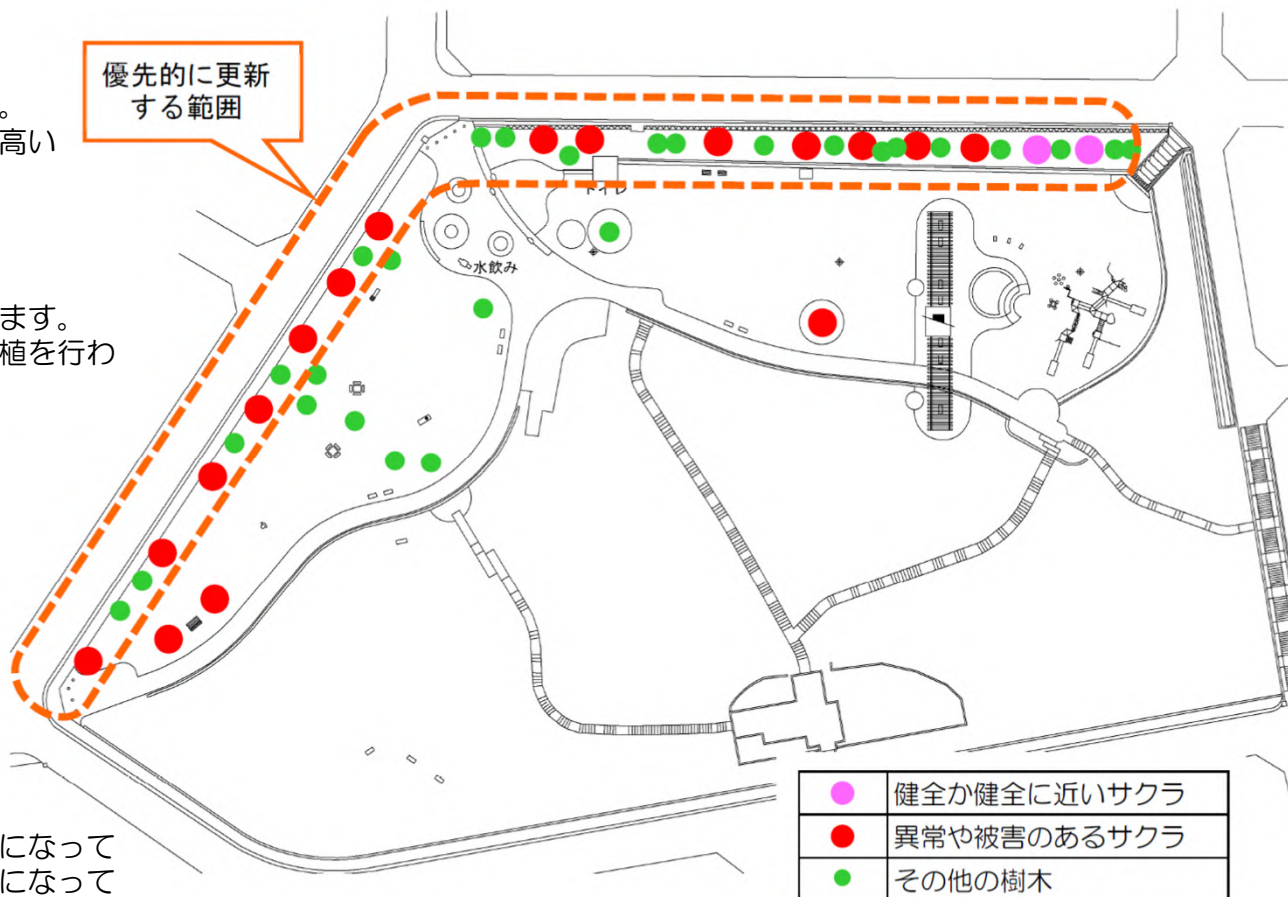 優先的に更新
する範囲
。
高い
トイレ
水飲み
ます。
植を行わ
になって
になって
健全か健全に近いサクラ
異常や被害のあるサクラ
その他の樹木